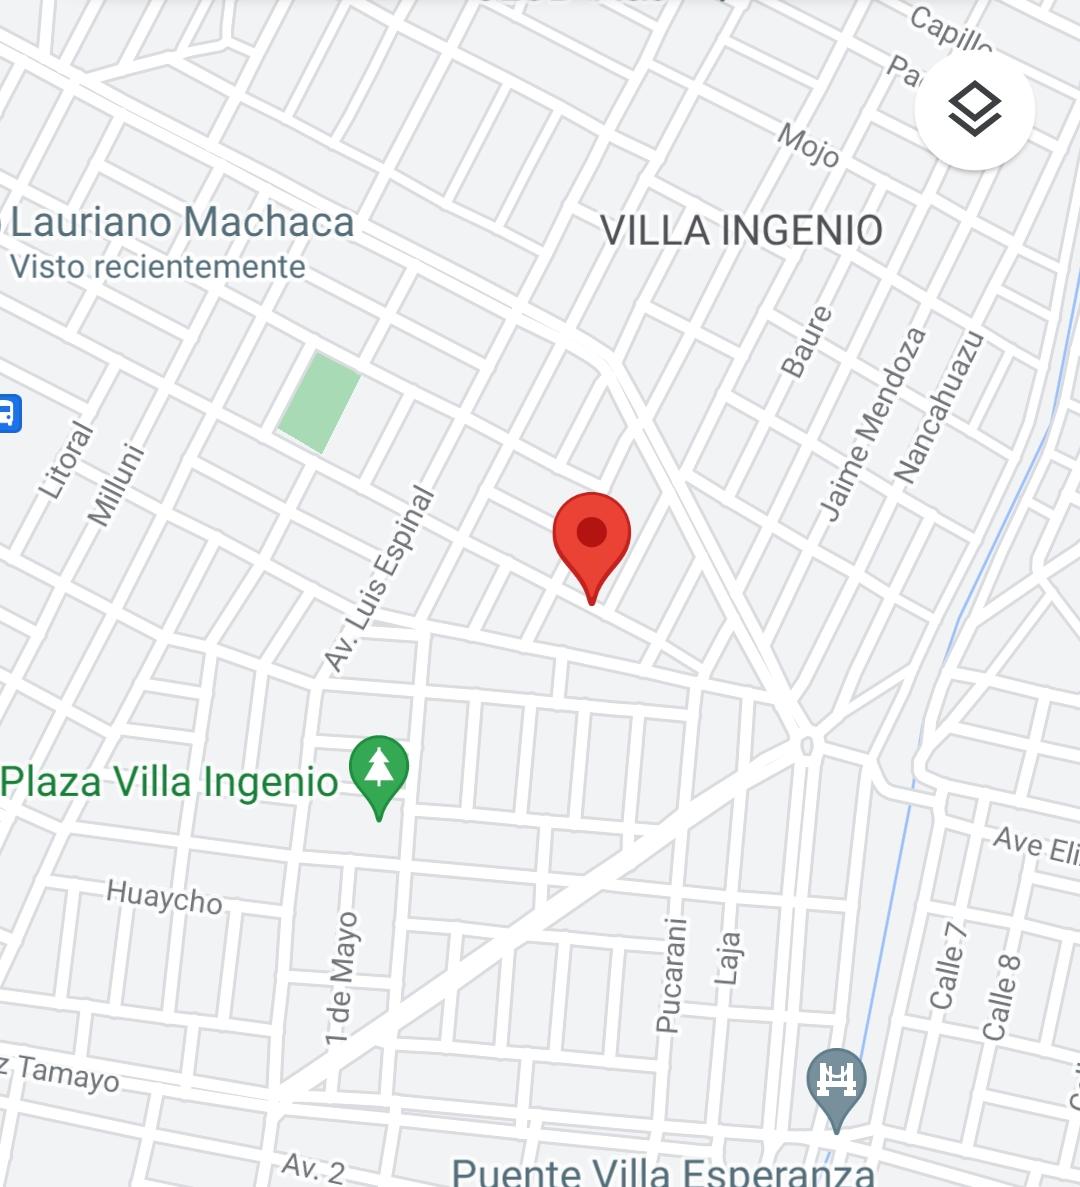 Capillo
Mojo
Lauriano Machaca
Visto recientemente
VILLA INGENIO
Baure
Jaime Mendoza
Nancahuazu
Litoral
Milluni
Av. Luis Espinal
Plaza Villa Ingenio
Ave Eli
Huaycho
1 de Mayo
Pucarani
Laja
Calle 7
Calle 8
z Tamayo
Av. 2
Puente Villa Esperanza